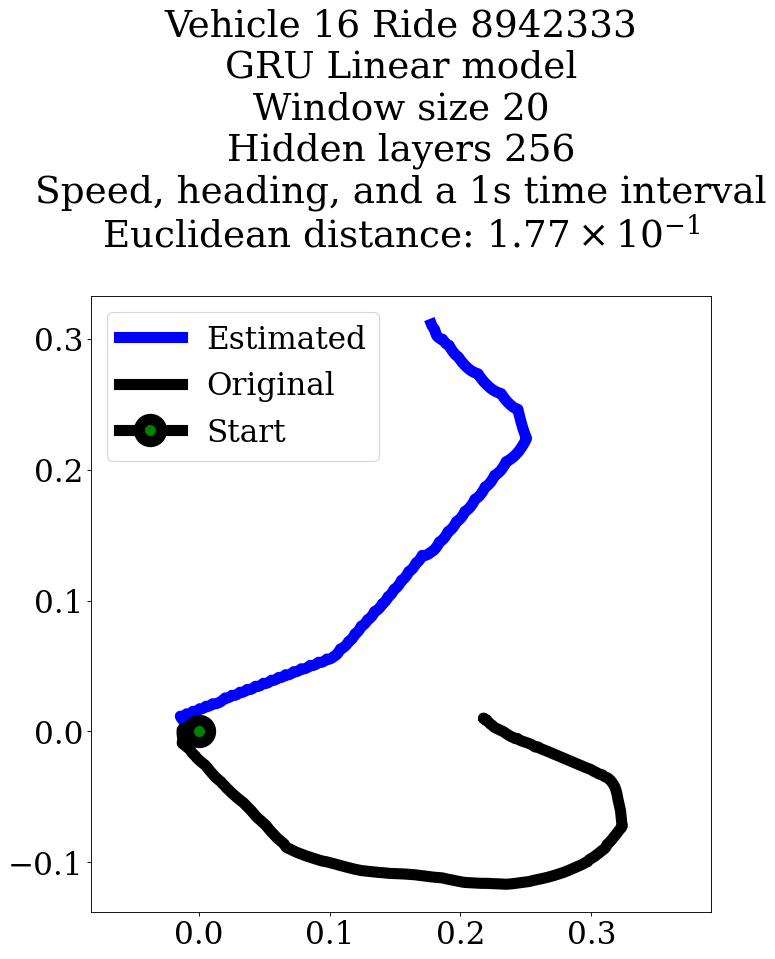 Vehicle 16 Ride 8942333
GRU Linear model
Window size 20
Hidden layers 256
Speed, heading, and a 1s time interval
Euclidean distance: 1.77 × 10⁻¹
Estimated
Original
Start
0.3
0.2
0.1
0.0
−0.1
0.0 0.1 0.2 0.3